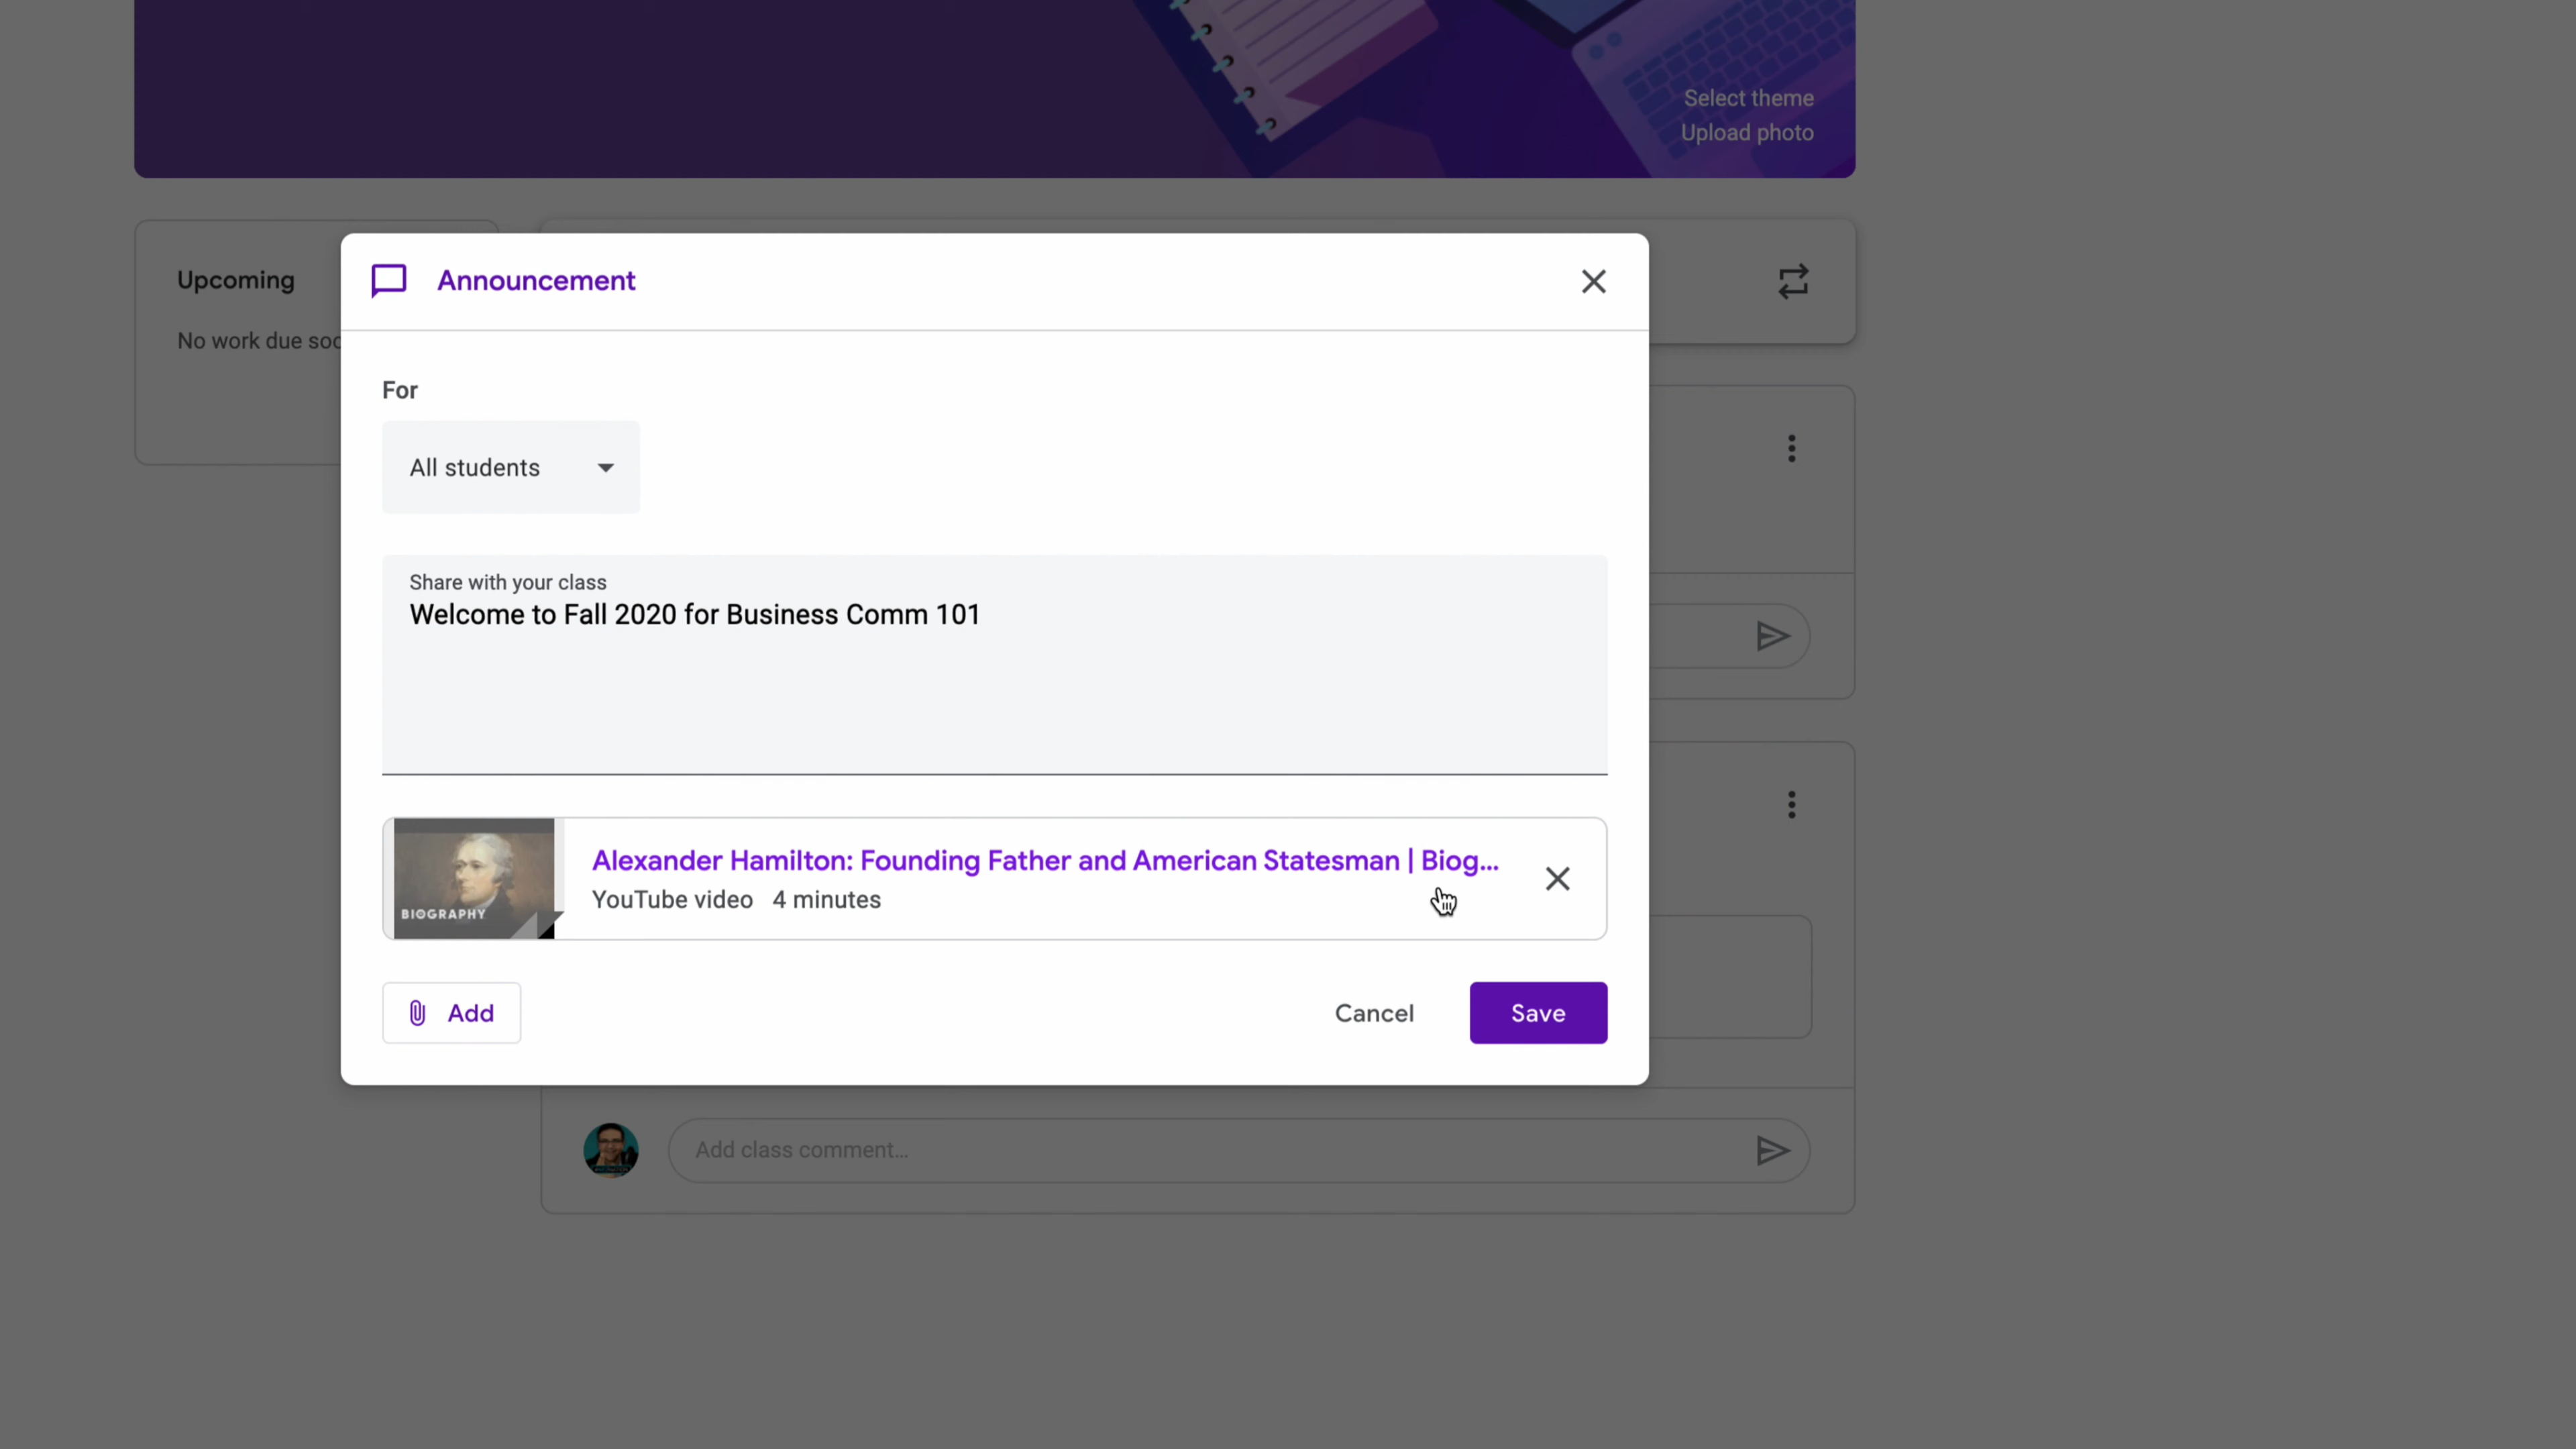 Select theme
Upload photo
Upcoming
No work due soo
Announcement
For
All students
Share with your class
Welcome to Fall 2020 for Business Comm 101
BIOGRAPHY
Alexander Hamilton: Founding Father and American Statesman | Biog...
YouTube video 4 minutes
Add
Cancel
Save
Add class comment...